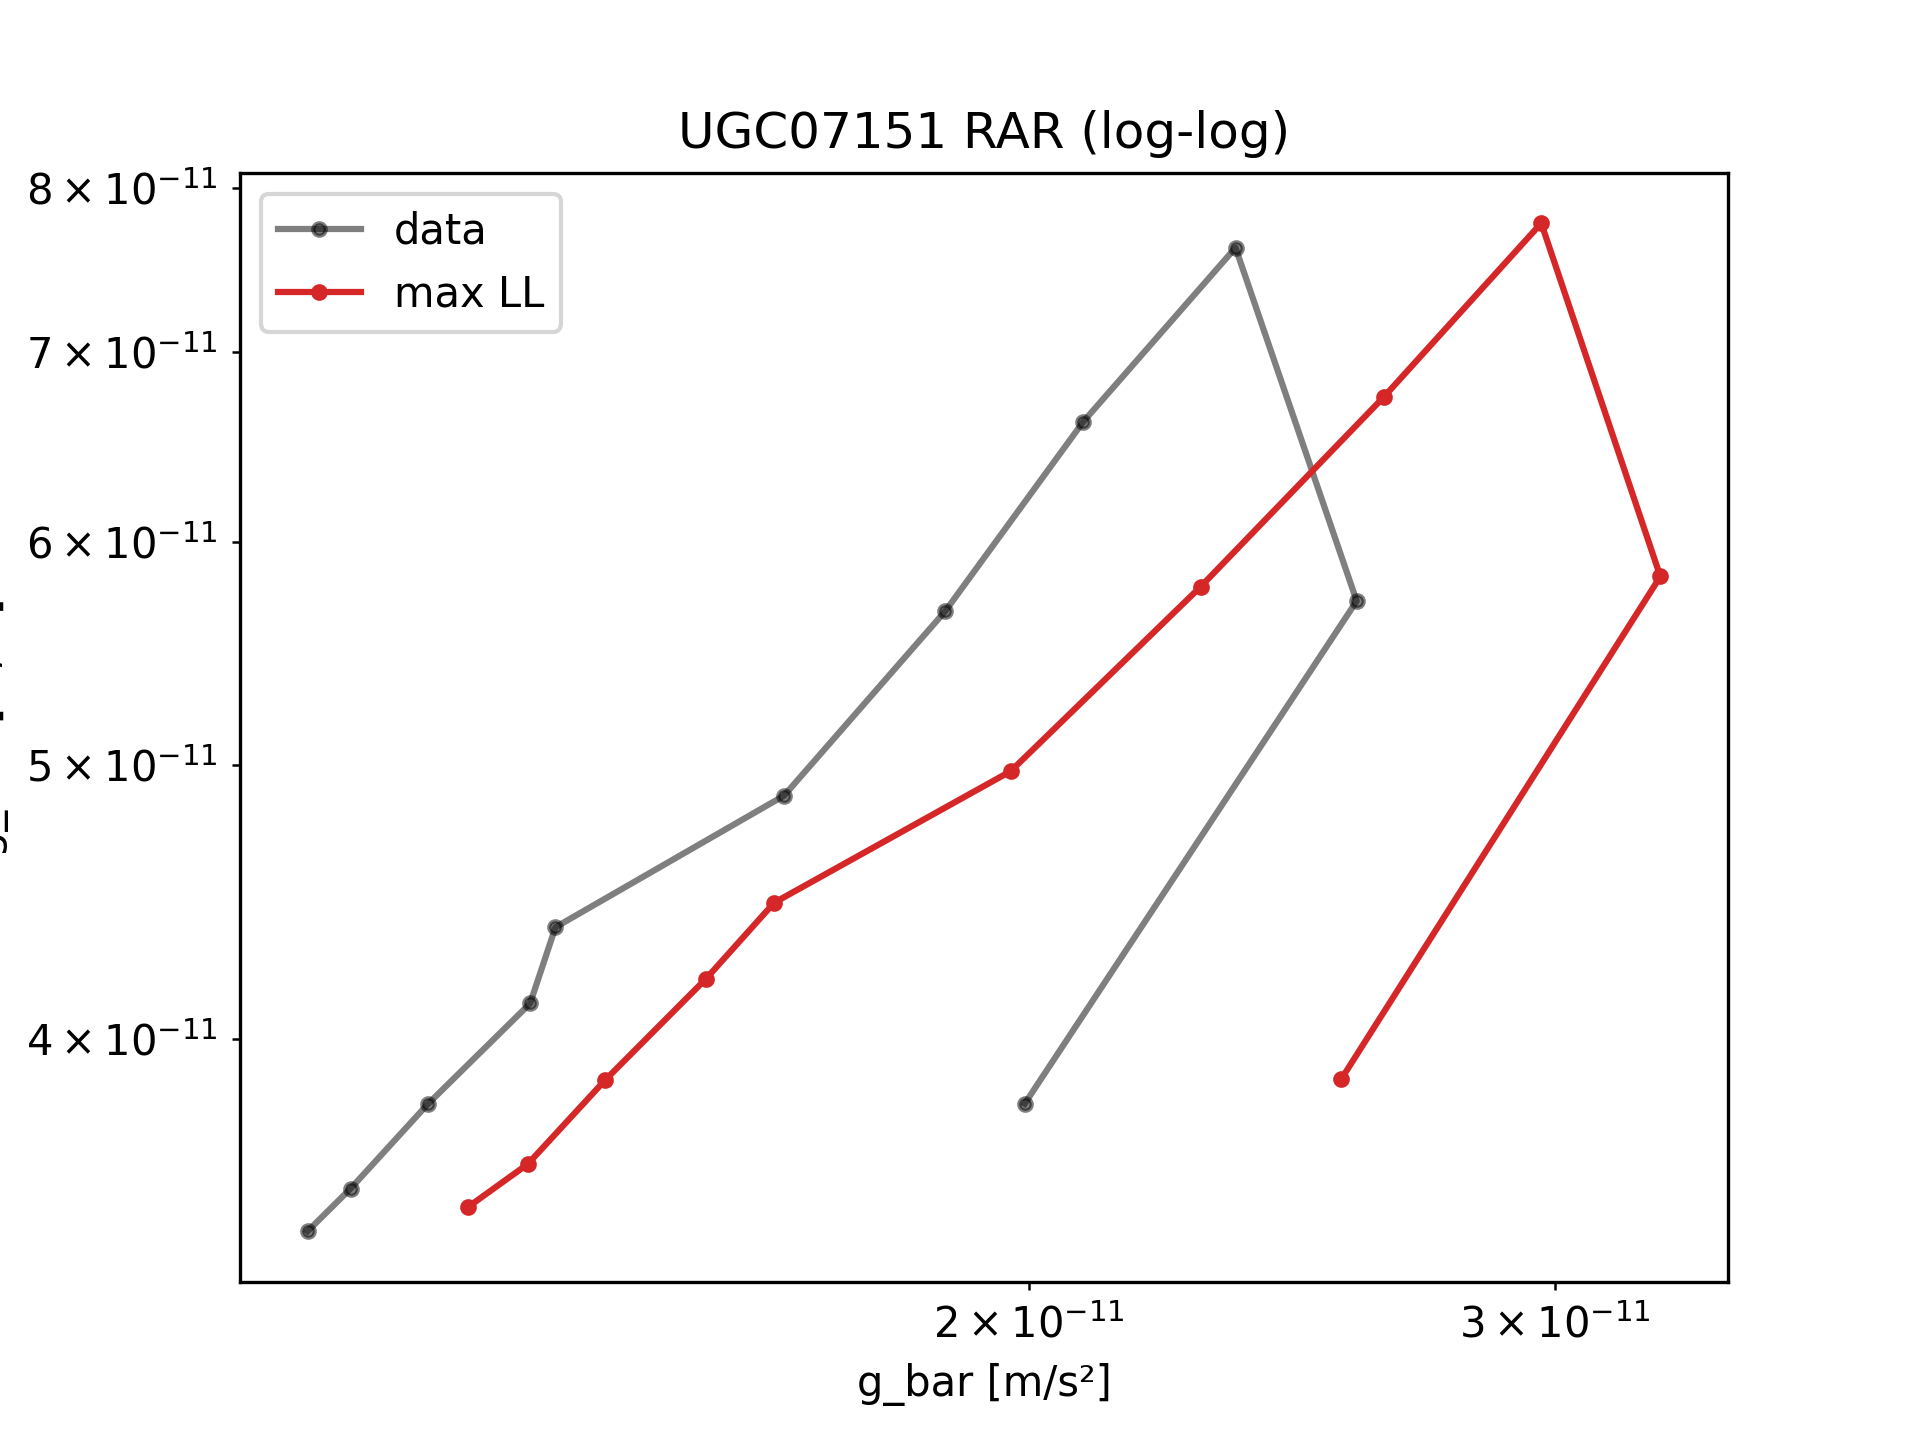 UGC07151 RAR (log-log)
data
max LL
8 × 10⁻¹¹
7 × 10⁻¹¹
6 × 10⁻¹¹
5 × 10⁻¹¹
4 × 10⁻¹¹
2 × 10⁻¹¹
3 × 10⁻¹¹
g_bar [m/s²]